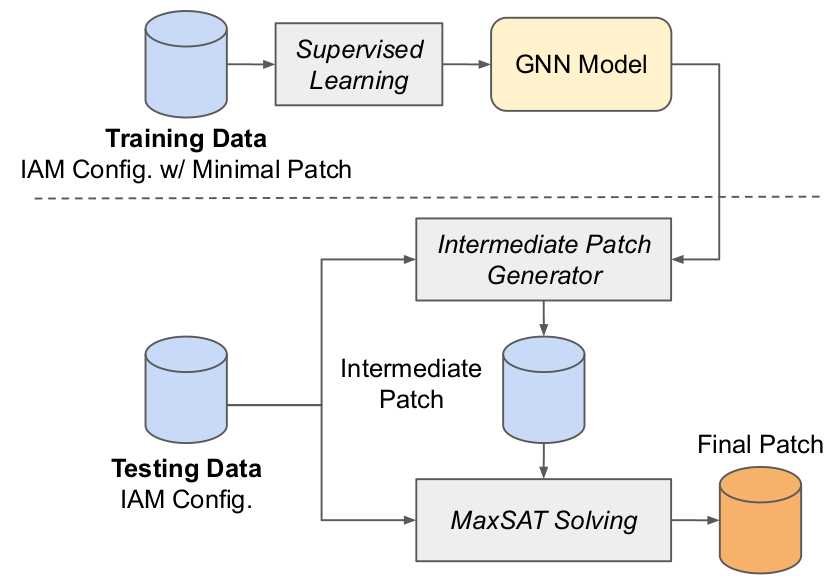 Supervised
Learning
GNN Model
Training Data
IAM Config. w/ Minimal Patch
Intermediate Patch
Generator
Intermediate
Patch
Testing Data
IAM Config.
MaxSAT Solving
Final Patch